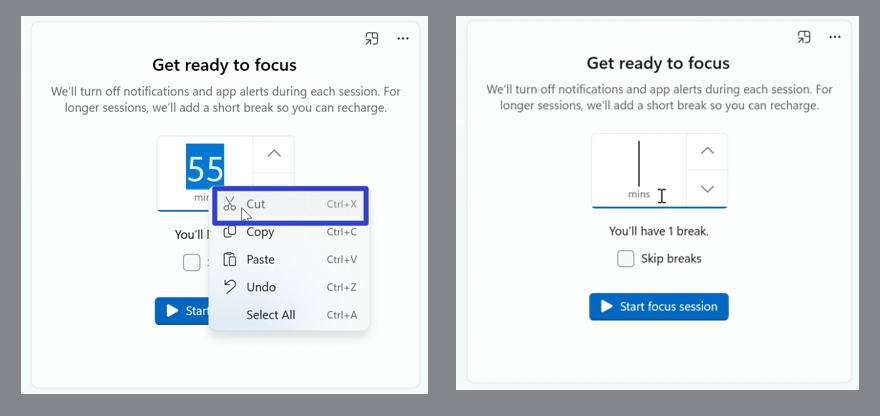 Get ready to focus
We'll turn off notifications and app alerts during each session. For
longer sessions, we'll add a short break so you can recharge.
55
Cut Ctrl+X
Copy Ctrl+C
Paste Ctrl+V
Undo Ctrl+Z
Select All Ctrl+A
You'll
Get ready to focus
We'll turn off notifications and app alerts during each session. For
longer sessions, we'll add a short break so you can recharge.
mins
You'll have 1 break.
Skip breaks
Start focus session